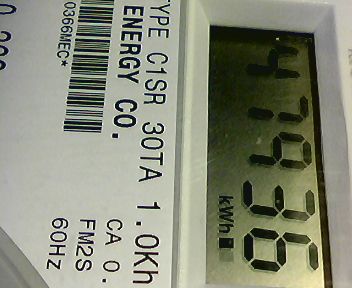 47936
kWh
TYPE C1SR 30TA 1.0Kh
ENERGY CO.
CA 0.
FM2S
60HZ
0366MEC*